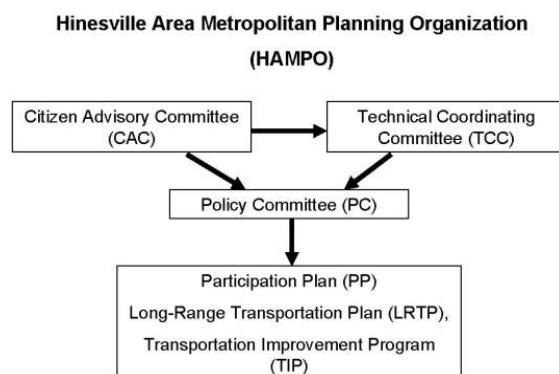 Hinesville Area Metropolitan Planning Organization
(HAMPO)
Citizen Advisory Committee
(CAC)
Technical Coordinating
Committee (TCC)
Policy Committee (PC)
Participation Plan (PP)
Long-Range Transportation Plan (LRTP),
Transportation Improvement Program
(TIP)